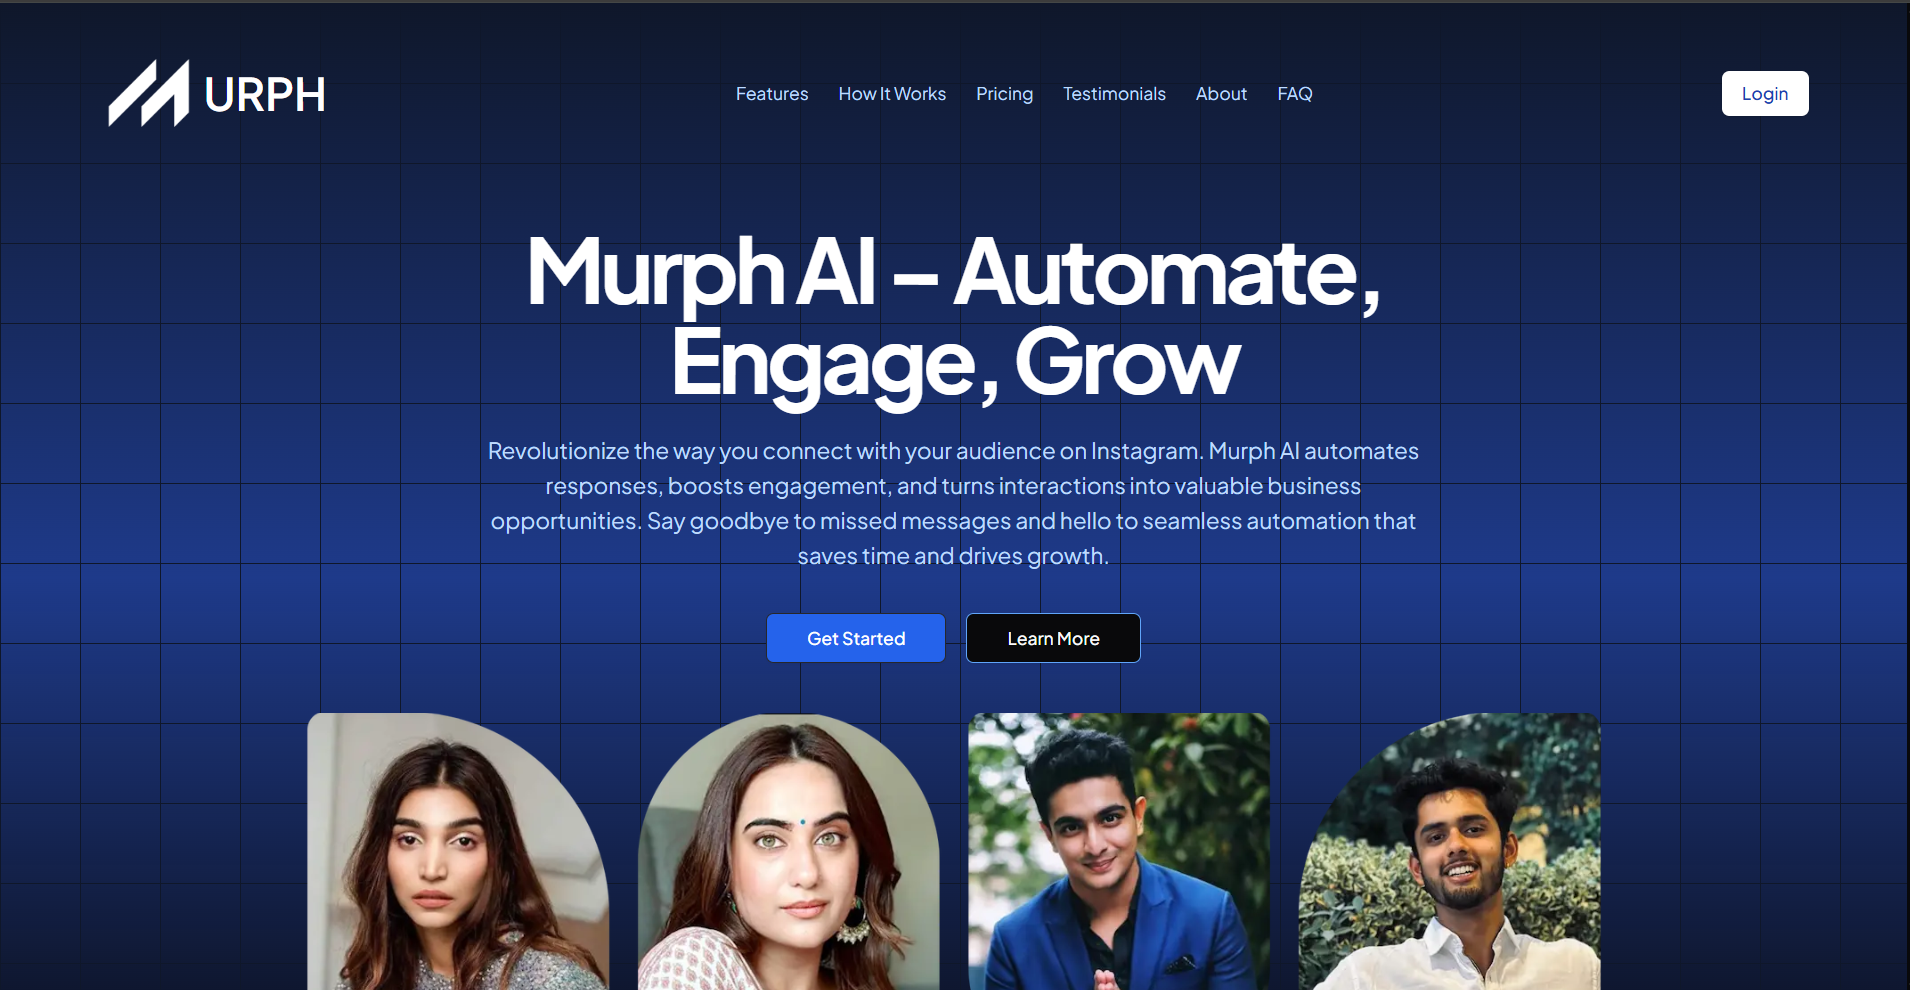 URPH
Features
How It Works
Pricing
Testimonials
About
FAQ
Login
Murph AI – Automate,
Engage, Grow
Revolutionize the way you connect with your audience on Instagram. Murph AI automates
responses, boosts engagement, and turns interactions into valuable business
opportunities. Say goodbye to missed messages and hello to seamless automation that
saves time and drives growth.
Get Started
Learn More